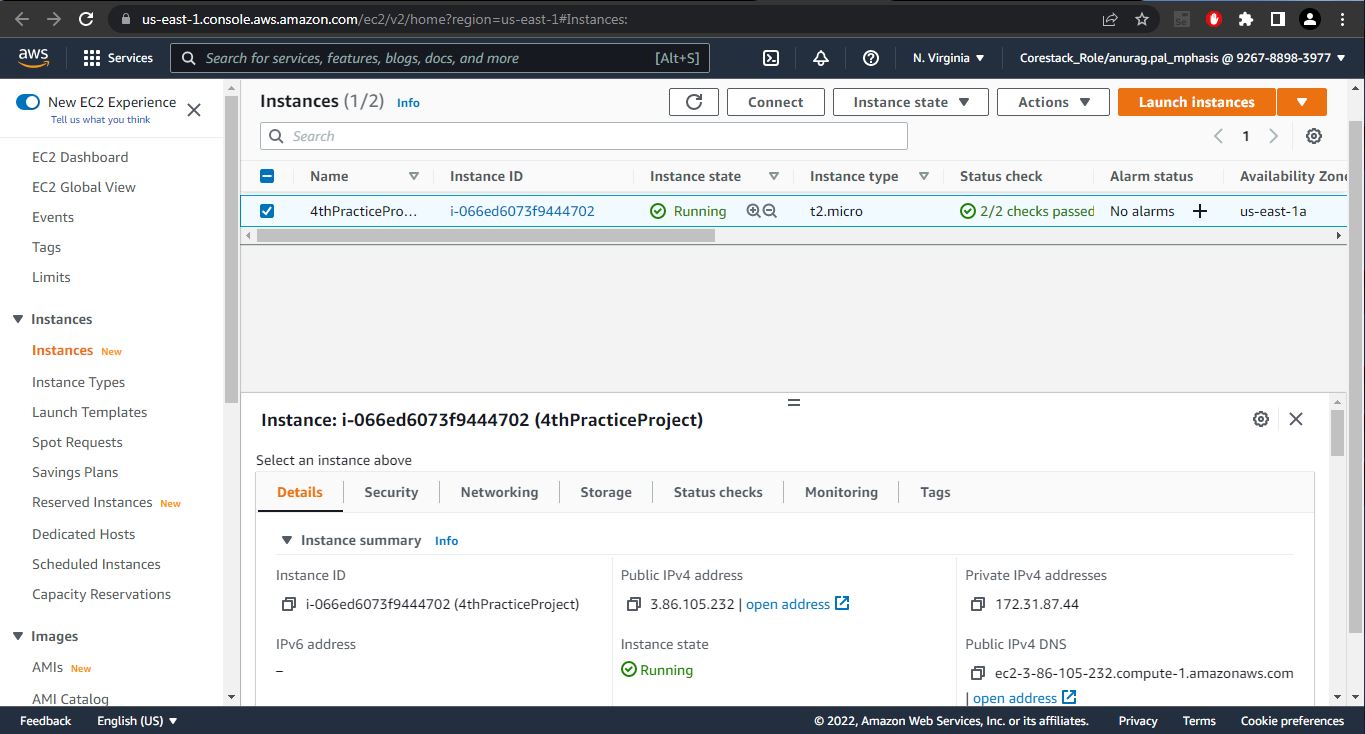 us-east-1.console.aws.amazon.com/ec2/v2/home?region=us-east-1#Instances:
aws
Services
Search for services, features, blogs, docs, and more
[Alt+S]
N. Virginia
Corestack_Role/anurag.pal_mphasis @ 9267-8898-3977
New EC2 Experience
Tell us what you think
EC2 Dashboard
EC2 Global View
Events
Tags
Limits
Instances
Instances New
Instance Types
Launch Templates
Spot Requests
Savings Plans
Reserved Instances New
Dedicated Hosts
Scheduled Instances
Capacity Reservations
Images
AMIs New
AMI Catalog
Instances (1/2) Info
Connect
Instance state
Actions
Launch instances
Search
1
Name Instance ID Instance state Instance type Status check Alarm status Availability Zone
4thPracticePro... i-066ed6073f9444702 Running t2.micro 2/2 checks passed No alarms + us-east-1a
Instance: i-066ed6073f9444702 (4thPracticeProject)
Select an instance above
Details Security Networking Storage Status checks Monitoring Tags
Instance summary Info
Instance ID
i-066ed6073f9444702 (4thPracticeProject)
Public IPv4 address
3.86.105.232 | open address
Private IPv4 addresses
172.31.87.44
IPv6 address
–
Instance state
Running
Public IPv4 DNS
ec2-3-86-105-232.compute-1.amazonaws.com
| open address
Feedback English (US)
© 2022, Amazon Web Services, Inc. or its affiliates. Privacy Terms Cookie preferences